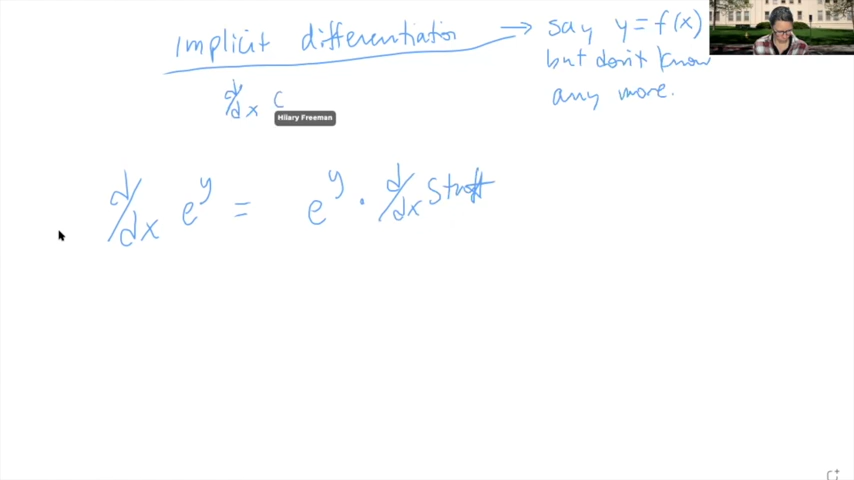 implicit differentiation → say y = f(x)
but don't know
any more.
d/dx
Hilary Freeman
d/dx e^y = e^y · d/dx Stuff